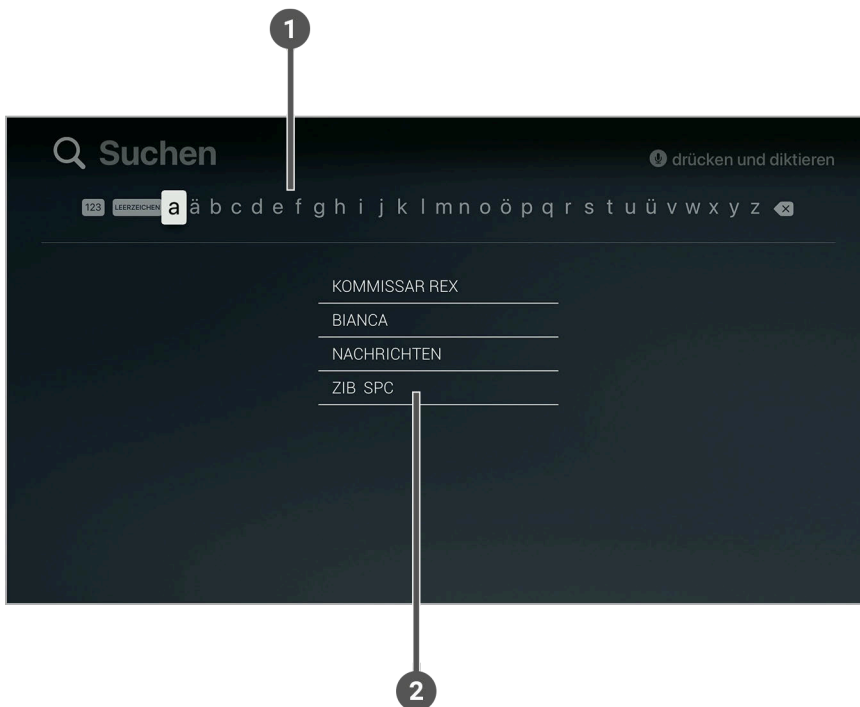 1
Suchen
drücken und diktieren
123 LEERZEICHEN a ä b c d e f g h i j k l m n o ö p q r s t u ü v w x y z
KOMMISSAR REX
BIANCA
NACHRICHTEN
ZIB SPC
2